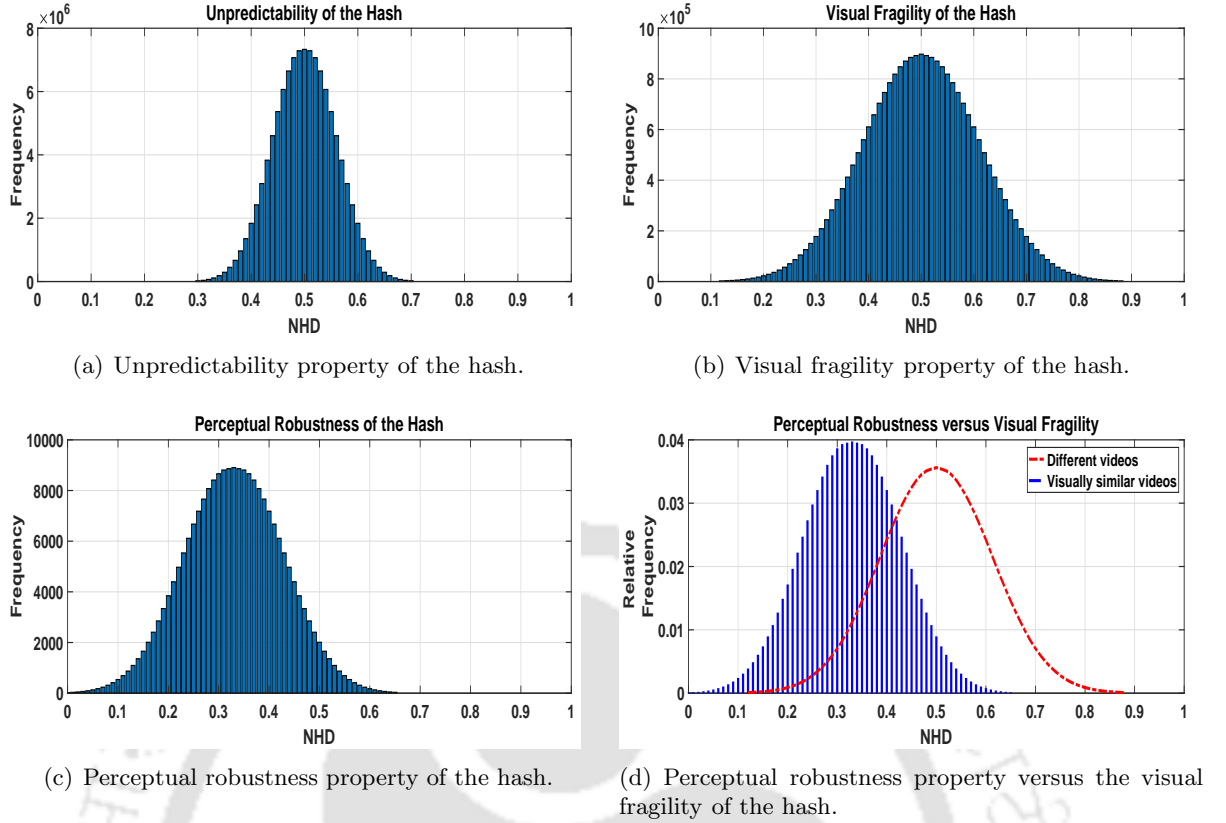 Unpredictability of the Hash
×10^6
8
6
4
2
0
Frequency
0 0.1 0.2 0.3 0.4 0.5 0.6 0.7 0.8 0.9 1
NHD
(a) Unpredictability property of the hash.
Visual Fragility of the Hash
×10^5
10
8
6
4
2
0
Frequency
0 0.1 0.2 0.3 0.4 0.5 0.6 0.7 0.8 0.9 1
NHD
(b) Visual fragility property of the hash.
Perceptual Robustness of the Hash
10000
8000
6000
4000
2000
0
Frequency
0 0.1 0.2 0.3 0.4 0.5 0.6 0.7 0.8 0.9 1
NHD
(c) Perceptual robustness property of the hash.
Perceptual Robustness versus Visual Fragility
0.04
0.03
0.02
0.01
0
Relative
Frequency
Different videos
Visually similar videos
0 0.1 0.2 0.3 0.4 0.5 0.6 0.7 0.8 0.9 1
NHD
(d) Perceptual robustness property versus the visual
fragility of the hash.